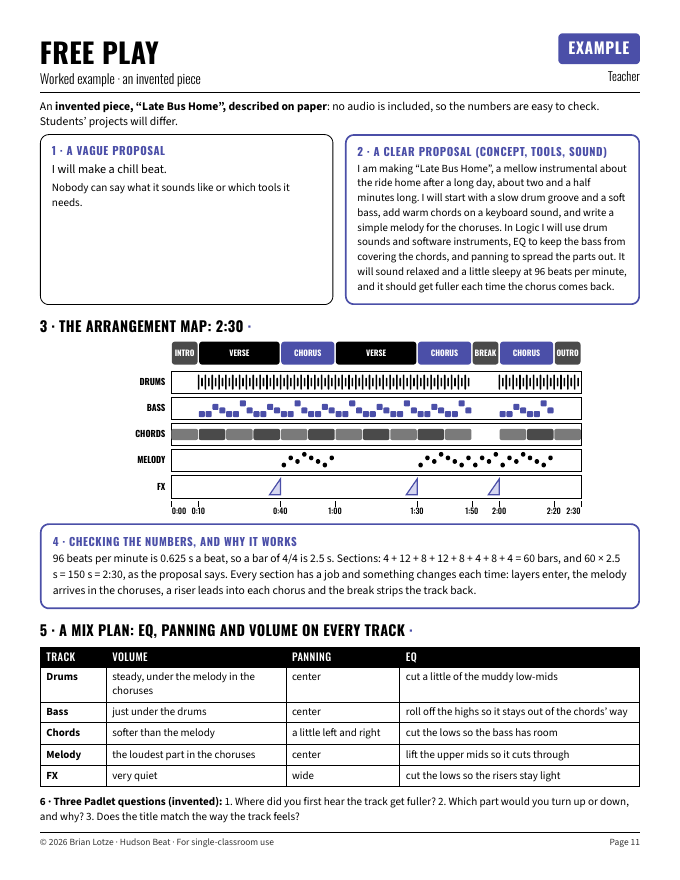 FREE PLAY
EXAMPLE
Worked example · an invented piece
Teacher
An invented piece, “Late Bus Home”, described on paper: no audio is included, so the numbers are easy to check.
Students’ projects will differ.
1 · A VAGUE PROPOSAL
I will make a chill beat.
Nobody can say what it sounds like or which tools it
needs.
2 · A CLEAR PROPOSAL (CONCEPT, TOOLS, SOUND)
I am making “Late Bus Home”, a mellow instrumental about
the ride home after a long day, about two and a half
minutes long. I will start with a slow drum groove and a soft
bass, add warm chords on a keyboard sound, and write a
simple melody for the choruses. In Logic I will use drum
sounds and software instruments, EQ to keep the bass from
covering the chords, and panning to spread the parts out. It
will sound relaxed and a little sleepy at 96 beats per minute,
and it should get fuller each time the chorus comes back.
3 · THE ARRANGEMENT MAP: 2:30 ·
INTRO VERSE CHORUS VERSE CHORUS BREAK CHORUS OUTRO
DRUMS
BASS
CHORDS
MELODY
FX
0:00 0:10 0:40 1:00 1:30 1:50 2:00 2:20 2:30
4 · CHECKING THE NUMBERS, AND WHY IT WORKS
96 beats per minute is 0.625 s a beat, so a bar of 4/4 is 2.5 s. Sections: 4 + 12 + 8 + 12 + 8 + 4 + 8 + 4 = 60 bars, and 60 × 2.5
s = 150 s = 2:30, as the proposal says. Every section has a job and something changes each time: layers enter, the melody
arrives in the choruses, a riser leads into each chorus and the break strips the track back.
5 · A MIX PLAN: EQ, PANNING AND VOLUME ON EVERY TRACK ·
TRACK VOLUME PANNING EQ
Drums steady, under the melody in the center cut a little of the muddy low-mids
choruses
Bass just under the drums center roll off the highs so it stays out of the chords’ way
Chords softer than the melody a little left and right cut the lows so the bass has room
Melody the loudest part in the choruses center lift the upper mids so it cuts through
FX very quiet wide cut the lows so the risers stay light
6 · Three Padlet questions (invented): 1. Where did you first hear the track get fuller? 2. Which part would you turn up or down,
and why? 3. Does the title match the way the track feels?
© 2026 Brian Lotze · Hudson Beat · For single-classroom use
Page 11